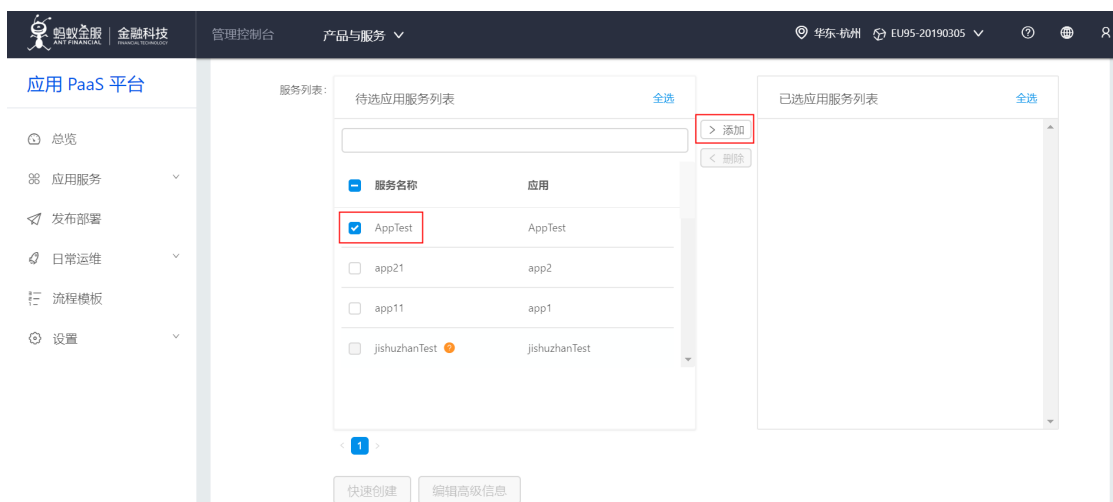 蚂蚁金服 金融科技 管理控制台 产品与服务 华东-杭州 EU95-20190305
ANT FINANCIAL FINANCIAL TECHNOLOGY
应用 PaaS 平台
总览
应用服务
发布部署
日常运维
流程模板
设置
服务列表:
待选应用服务列表 全选
服务名称 应用
AppTest AppTest
app21 app2
app11 app1
jishuzhanTest jishuzhanTest
1
> 添加
< 删除
已选应用服务列表 全选
快速创建 编辑高级信息